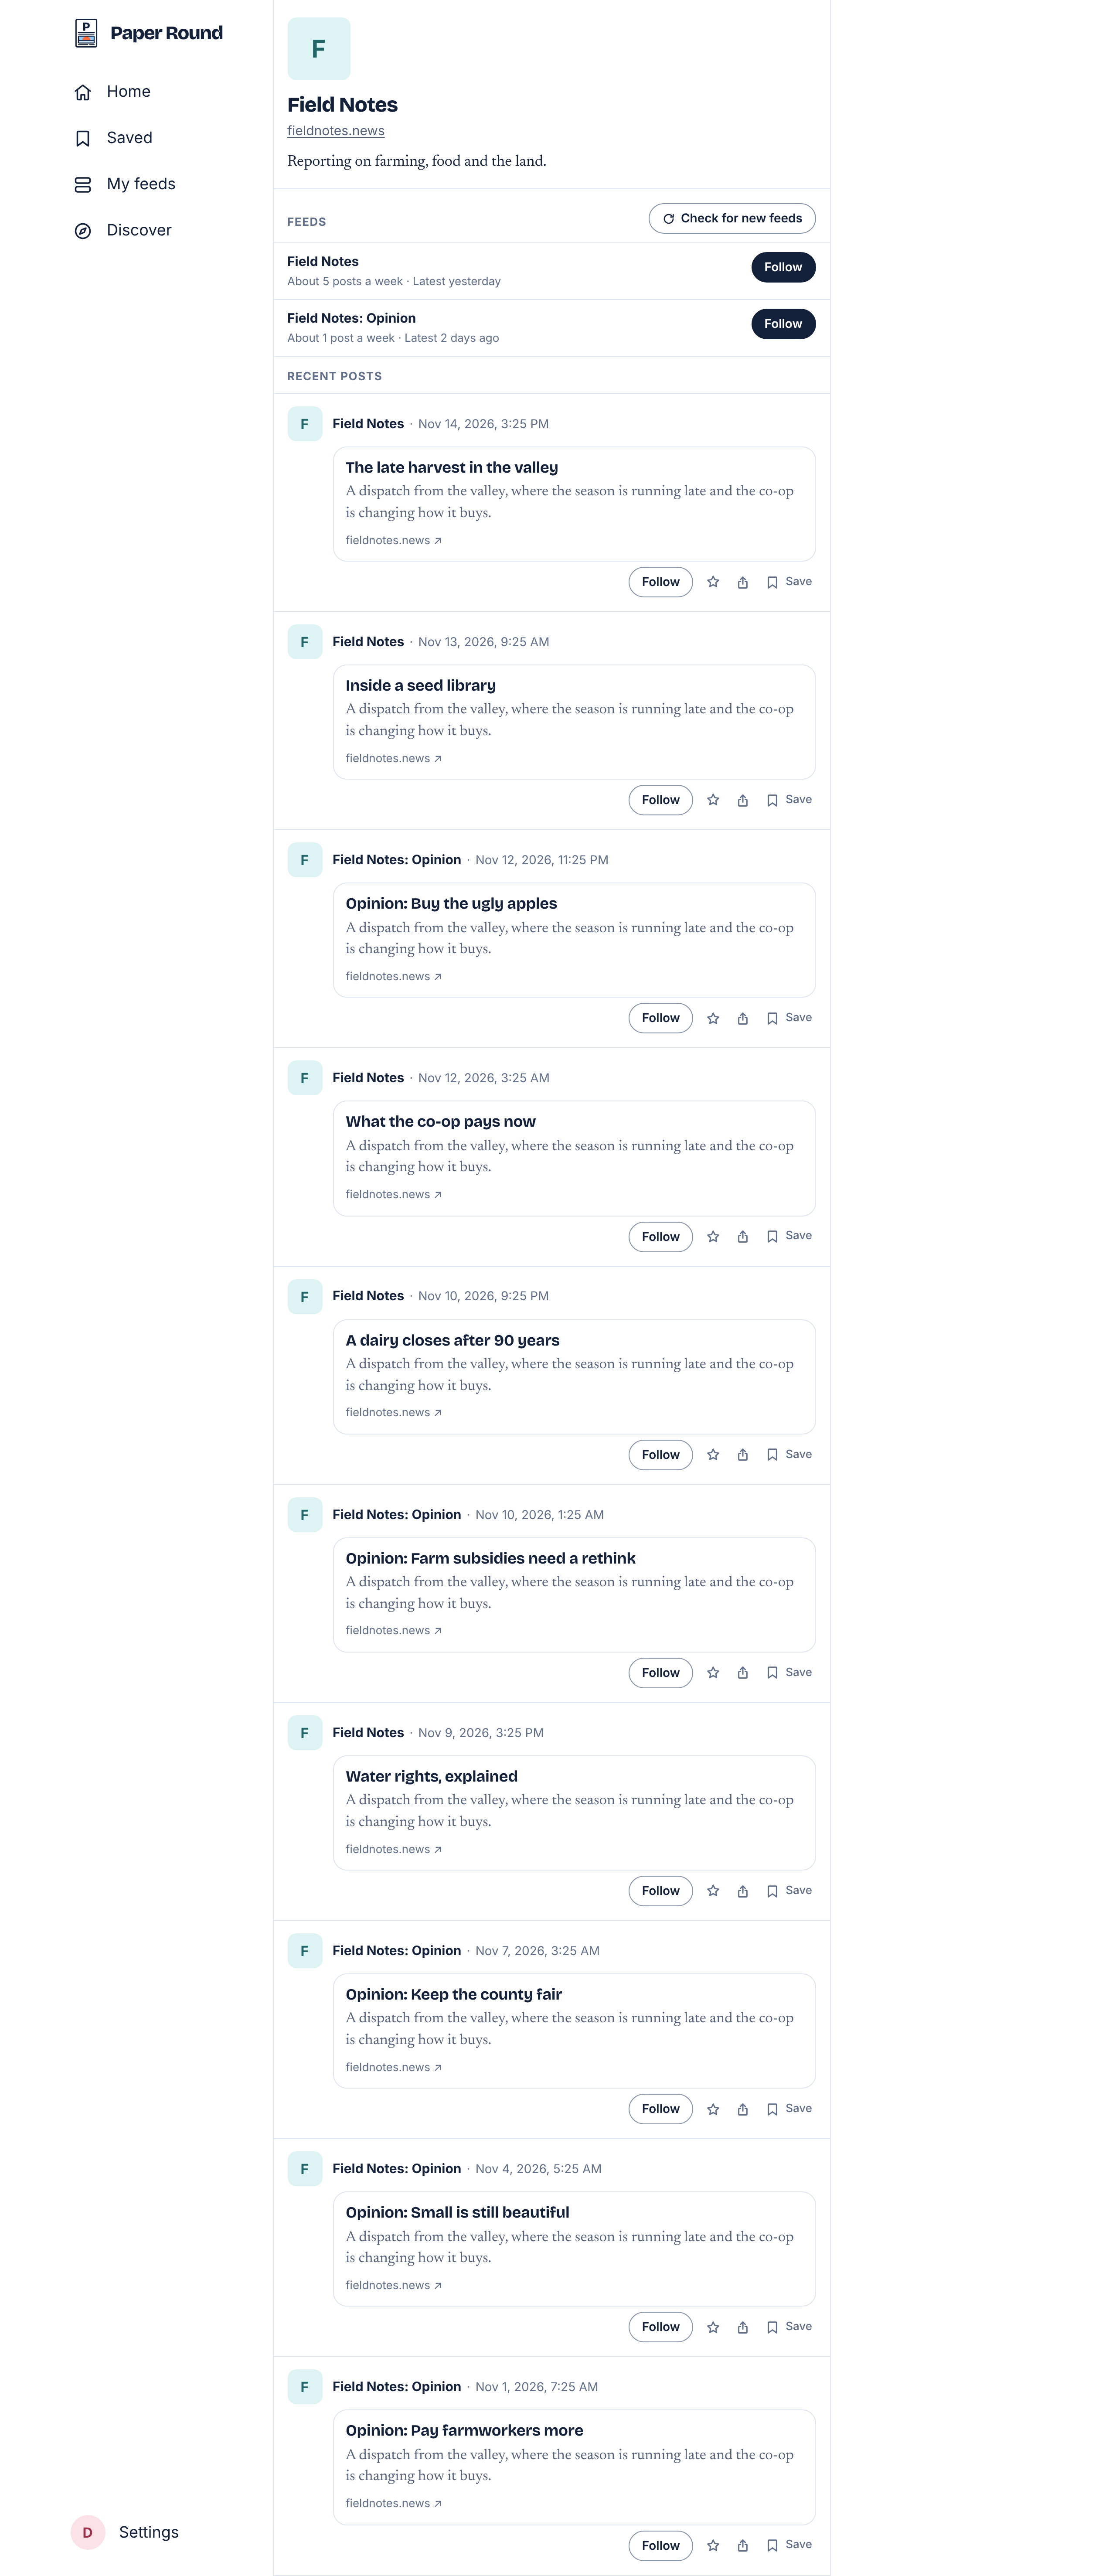 P
Paper Round
Home
Saved
My feeds
Discover
F
Field Notes
fieldnotes.news
Reporting on farming, food and the land.
FEEDS
Check for new feeds
Field Notes
About 5 posts a week · Latest yesterday
Follow
Field Notes: Opinion
About 1 post a week · Latest 2 days ago
Follow
RECENT POSTS
F
Field Notes · Nov 14, 2026, 3:25 PM
The late harvest in the valley
A dispatch from the valley, where the season is running late and the co-op
is changing how it buys.
fieldnotes.news ↗
Follow
Save
F
Field Notes · Nov 13, 2026, 9:25 AM
Inside a seed library
A dispatch from the valley, where the season is running late and the co-op
is changing how it buys.
fieldnotes.news ↗
Follow
Save
F
Field Notes: Opinion · Nov 12, 2026, 11:25 PM
Opinion: Buy the ugly apples
A dispatch from the valley, where the season is running late and the co-op
is changing how it buys.
fieldnotes.news ↗
Follow
Save
F
Field Notes · Nov 12, 2026, 3:25 AM
What the co-op pays now
A dispatch from the valley, where the season is running late and the co-op
is changing how it buys.
fieldnotes.news ↗
Follow
Save
F
Field Notes · Nov 10, 2026, 9:25 PM
A dairy closes after 90 years
A dispatch from the valley, where the season is running late and the co-op
is changing how it buys.
fieldnotes.news ↗
Follow
Save
F
Field Notes: Opinion · Nov 10, 2026, 1:25 AM
Opinion: Farm subsidies need a rethink
A dispatch from the valley, where the season is running late and the co-op
is changing how it buys.
fieldnotes.news ↗
Follow
Save
F
Field Notes · Nov 9, 2026, 3:25 PM
Water rights, explained
A dispatch from the valley, where the season is running late and the co-op
is changing how it buys.
fieldnotes.news ↗
Follow
Save
F
Field Notes: Opinion · Nov 7, 2026, 3:25 AM
Opinion: Keep the county fair
A dispatch from the valley, where the season is running late and the co-op
is changing how it buys.
fieldnotes.news ↗
Follow
Save
F
Field Notes: Opinion · Nov 4, 2026, 5:25 AM
Opinion: Small is still beautiful
A dispatch from the valley, where the season is running late and the co-op
is changing how it buys.
fieldnotes.news ↗
Follow
Save
F
Field Notes: Opinion · Nov 1, 2026, 7:25 AM
Opinion: Pay farmworkers more
A dispatch from the valley, where the season is running late and the co-op
is changing how it buys.
fieldnotes.news ↗
Follow
Save
D
Settings